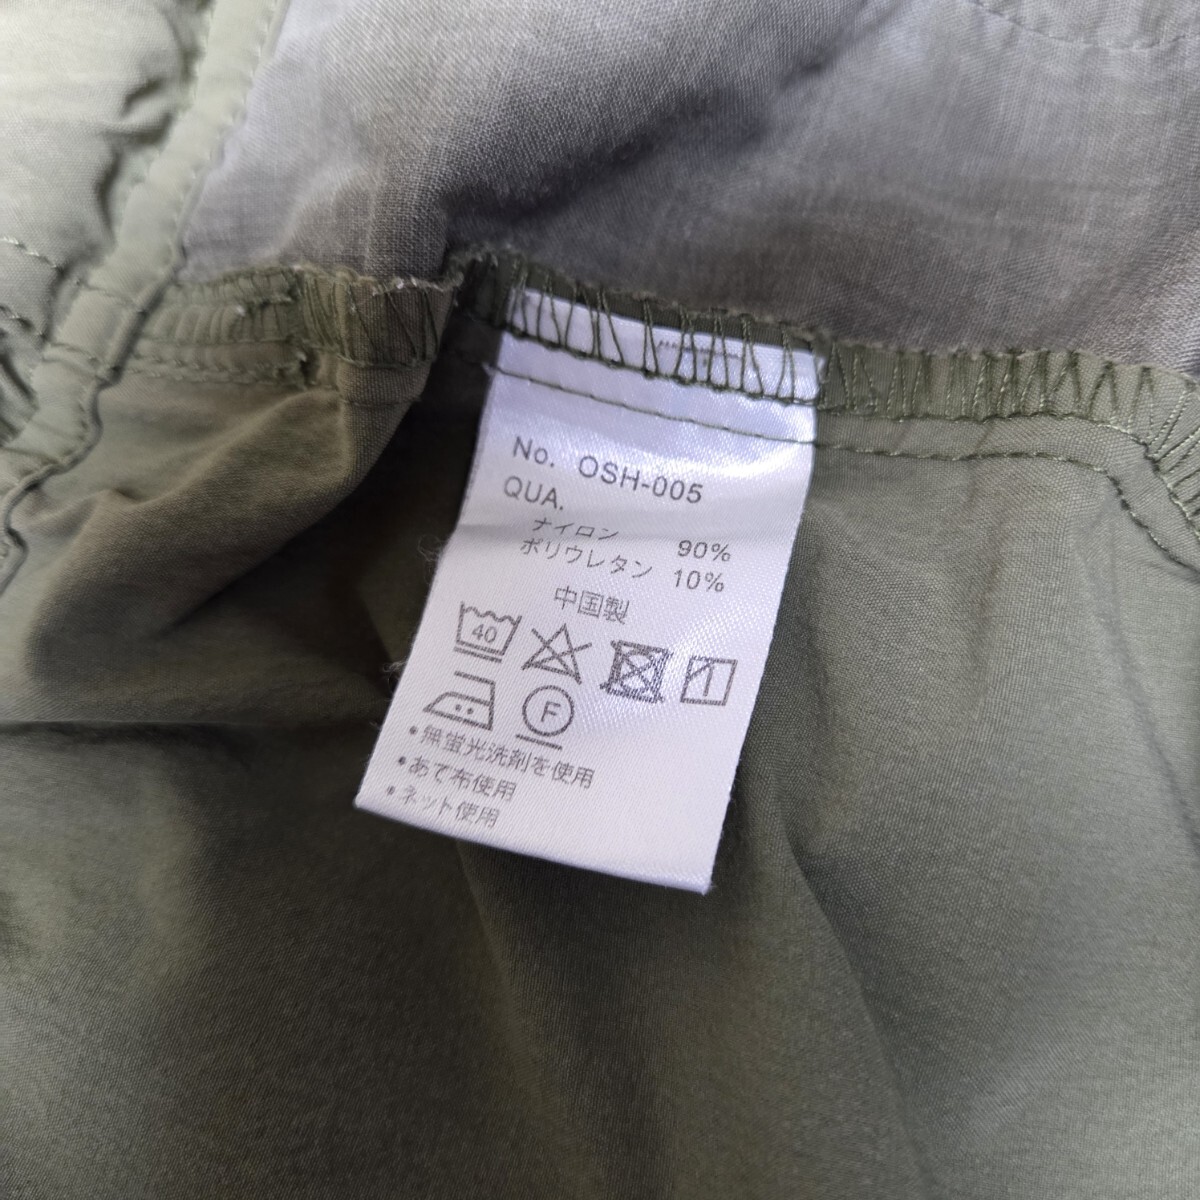 No. OSH-005
QUA.
ナイロン 90%
ポリウレタン 10%
中国製
40
F
•無蛍光洗剤を使用
•あて布使用
•ネット使用